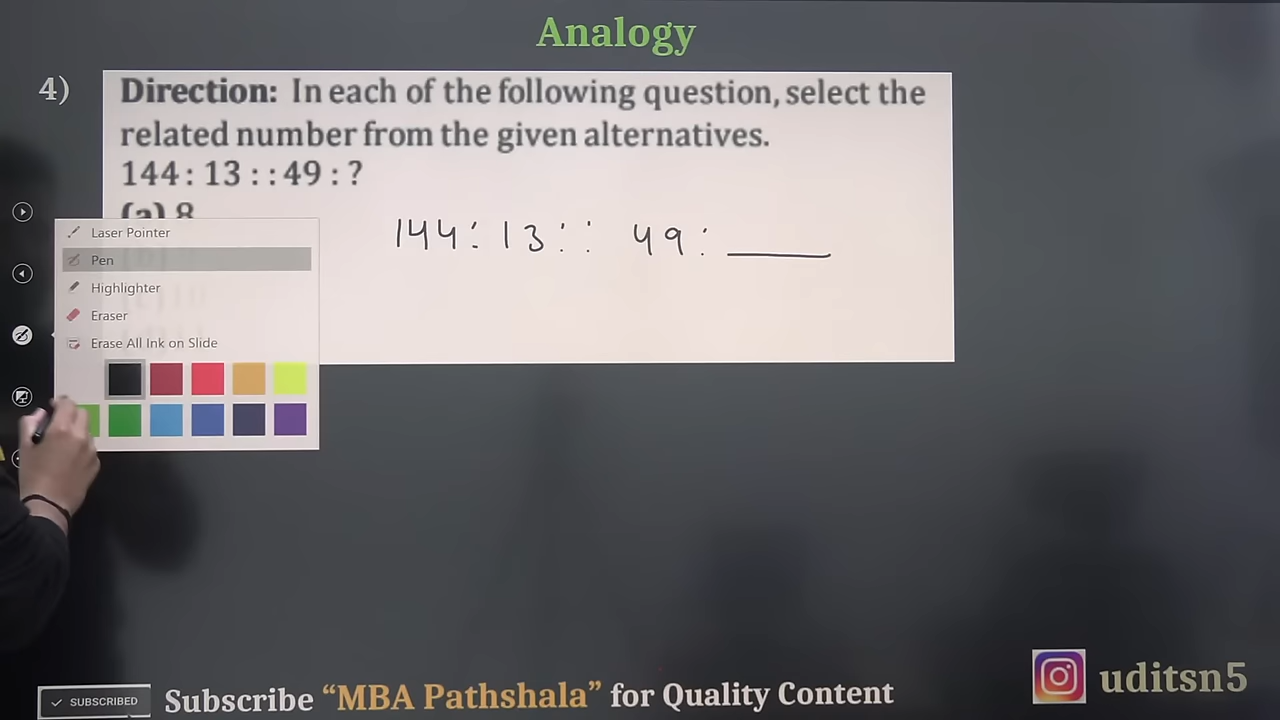 Analogy
4)
Direction: In each of the following question, select the
related number from the given alternatives.
144 : 13 : : 49 : ?
(a) 8
144 : 13 : : 49 : ____
Laser Pointer
Pen
Highlighter
Eraser
Erase All Ink on Slide
SUBSCRIBED
Subscribe “MBA Pathshala” for Quality Content
uditsn5